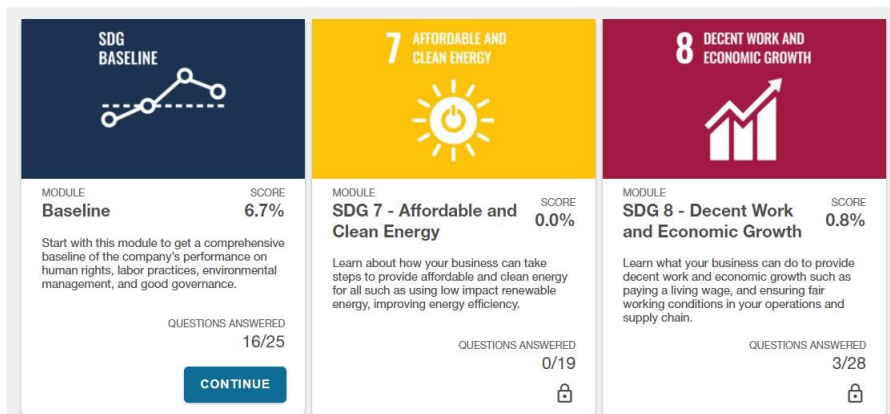 SDG
BASELINE
MODULE
SCORE
Baseline
6.7%
Start with this module to get a comprehensive
baseline of the company's performance on
human rights, labor practices, environmental
management, and good governance.
QUESTIONS ANSWERED
16/25
CONTINUE
7 AFFORDABLE AND
CLEAN ENERGY
MODULE
SCORE
SDG 7 - Affordable and
Clean Energy
0.0%
Learn about how your business can take
steps to provide affordable and clean energy
for all such as using low impact renewable
energy, improving energy efficiency.
QUESTIONS ANSWERED
0/19
8 DECENT WORK AND
ECONOMIC GROWTH
MODULE
SCORE
SDG 8 - Decent Work
and Economic Growth
0.8%
Learn what your business can do to provide
decent work and economic growth such as
paying a living wage, and ensuring fair
working conditions in your operations and
supply chain.
QUESTIONS ANSWERED
3/28